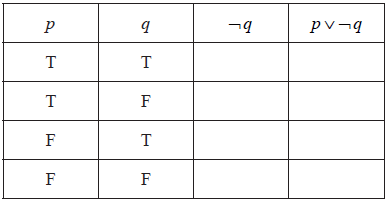 p q ¬q p ∨ ¬q
T T
T F
F T
F F